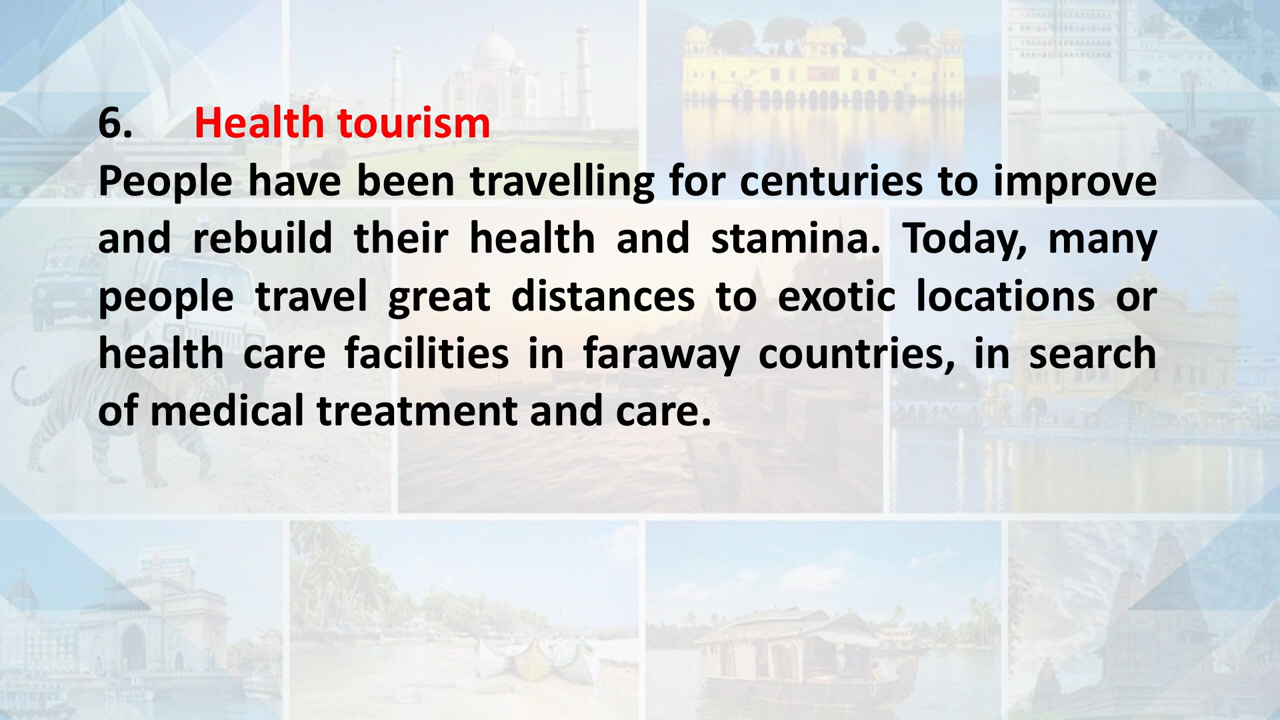 6. Health tourism
People have been travelling for centuries to improve
and rebuild their health and stamina. Today, many
people travel great distances to exotic locations or
health care facilities in faraway countries, in search
of medical treatment and care.